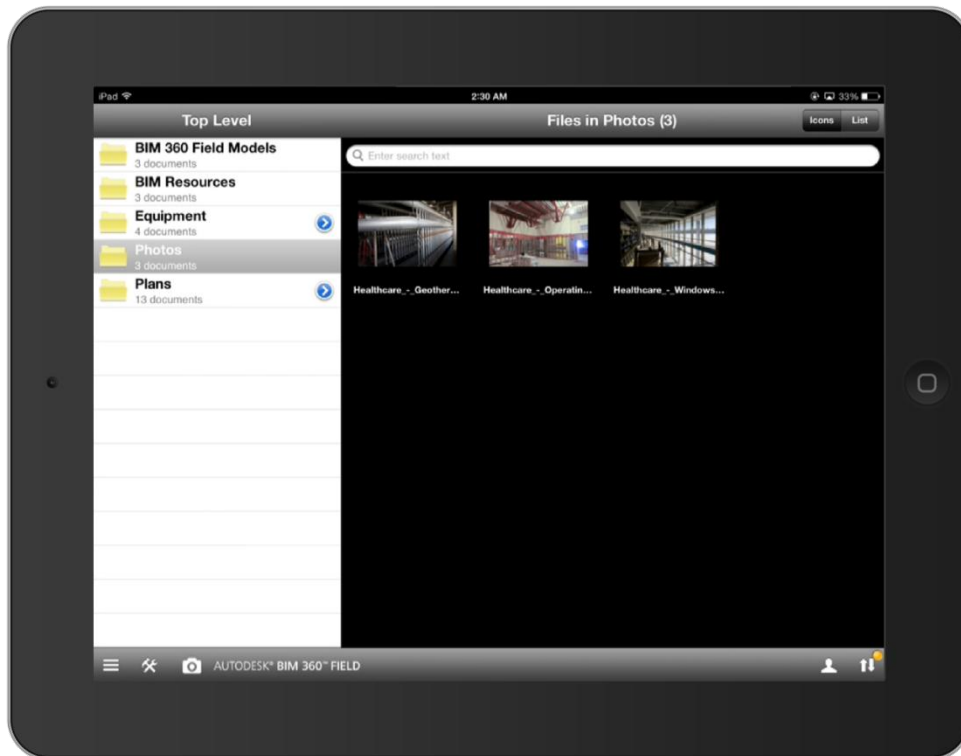 iPad 2:30 AM 33%
Top Level
BIM 360 Field Models
3 documents
BIM Resources
3 documents
Equipment
4 documents
Photos
3 documents
Plans
13 documents
Files in Photos (3)
Icons List
Enter search text
Healthcare_-_Geother... Healthcare_-_Operatin... Healthcare_-_Windows...
AUTODESK® BIM 360™ FIELD